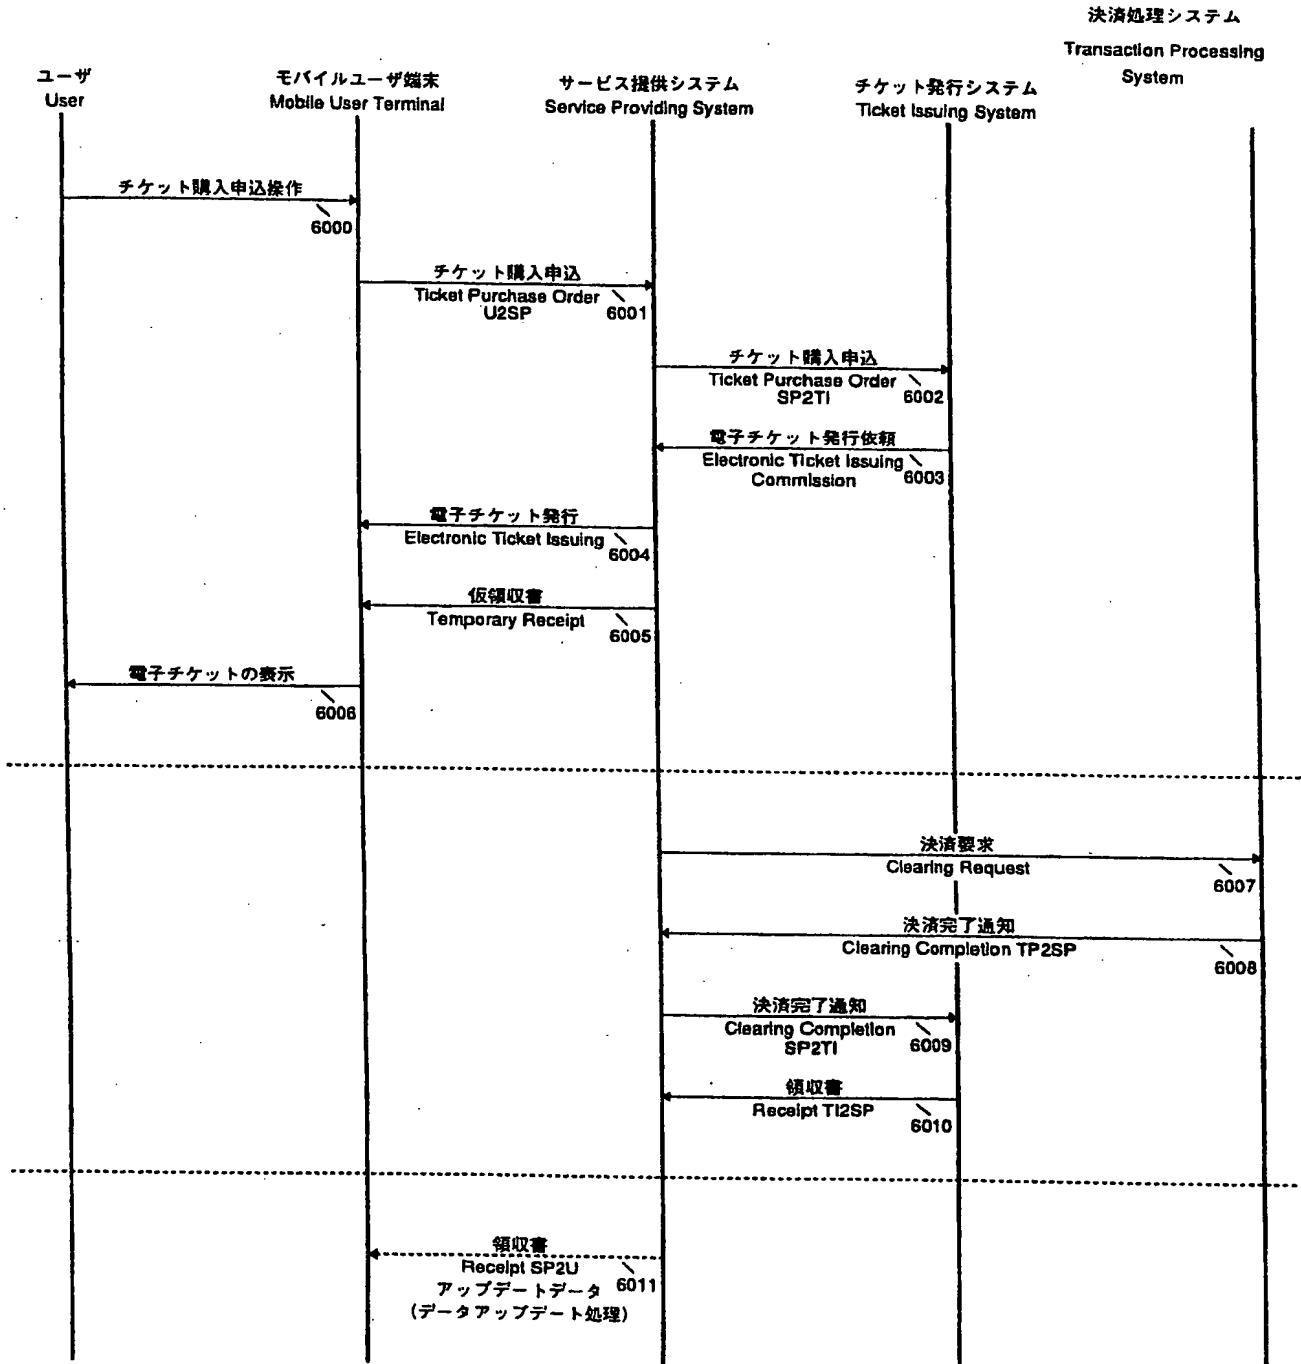 決済処理システム
Transaction Processing
System
ユーザ
User
モバイルユーザ端末
Mobile User Terminal
サービス提供システム
Service Providing System
チケット発行システム
Ticket Issuing System
チケット購入申込操作
6000
チケット購入申込
Ticket Purchase Order
U2SP
6001
チケット購入申込
Ticket Purchase Order
SP2TI
6002
電子チケット発行依頼
Electronic Ticket Issuing
Commission
6003
電子チケット発行
Electronic Ticket Issuing
6004
仮領収書
Temporary Receipt
6005
電子チケットの表示
6006
決済要求
Clearing Request
6007
決済完了通知
Clearing Completion TP2SP
6008
決済完了通知
Clearing Completion
SP2TI
6009
領収書
Receipt TI2SP
6010
領収書
Receipt SP2U
6011
アップデートデータ
(データアップデート処理)